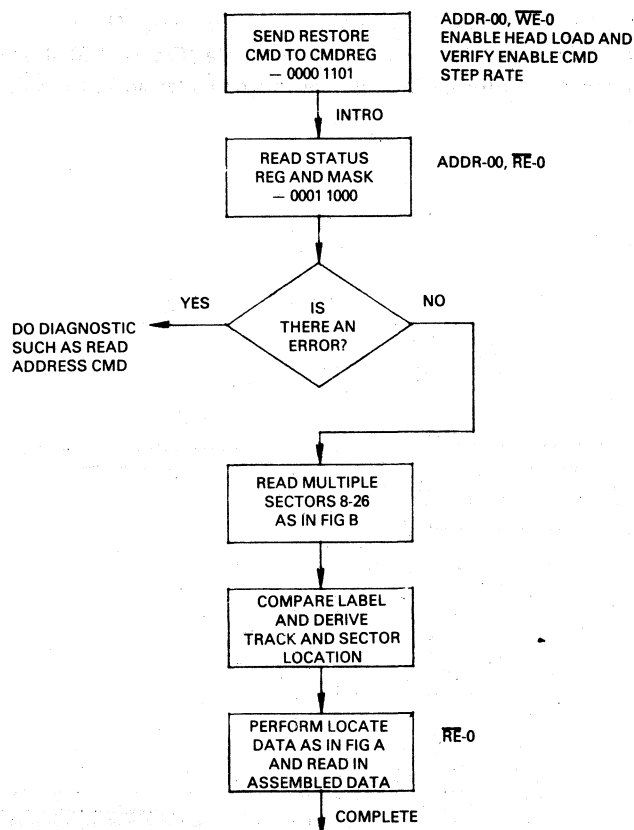 SEND RESTORE
CMD TO CMDREG
— 0000 1101
ADDR-00, W̅E̅-0
ENABLE HEAD LOAD AND
VERIFY ENABLE CMD
STEP RATE
INTRO
READ STATUS
REG AND MASK
— 0001 1000
ADDR-00, R̅E̅-0
IS
THERE AN
ERROR?
YES
NO
DO DIAGNOSTIC
SUCH AS READ
ADDRESS CMD
READ MULTIPLE
SECTORS 8-26
AS IN FIG B
COMPARE LABEL
AND DERIVE
TRACK AND SECTOR
LOCATION
PERFORM LOCATE
DATA AS IN FIG A
AND READ IN
ASSEMBLED DATA
R̅E̅-0
COMPLETE